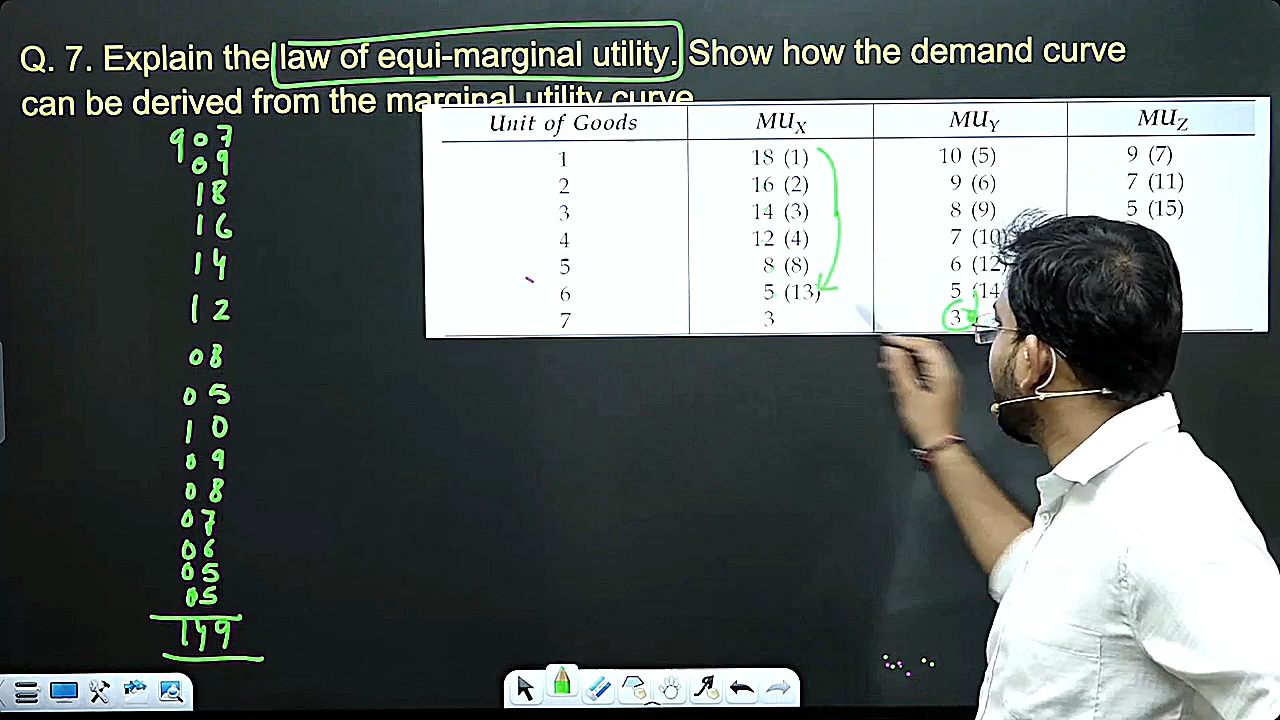 Q. 7. Explain the law of equi-marginal utility. Show how the demand curve
can be derived from the marginal utility curve
Unit of Goods MUX MUY MUZ
1 18 (1) 10 (5) 9 (7)
2 16 (2) 9 (6) 7 (11)
3 14 (3) 8 (9) 5 (15)
4 12 (4) 7 (10)
5 8 (8) 6 (12)
6 5 (13) 5 (14
7 3 3
9 0 7
09
18
16
14
12
08
05
10
09
08
07
06
05
05
149